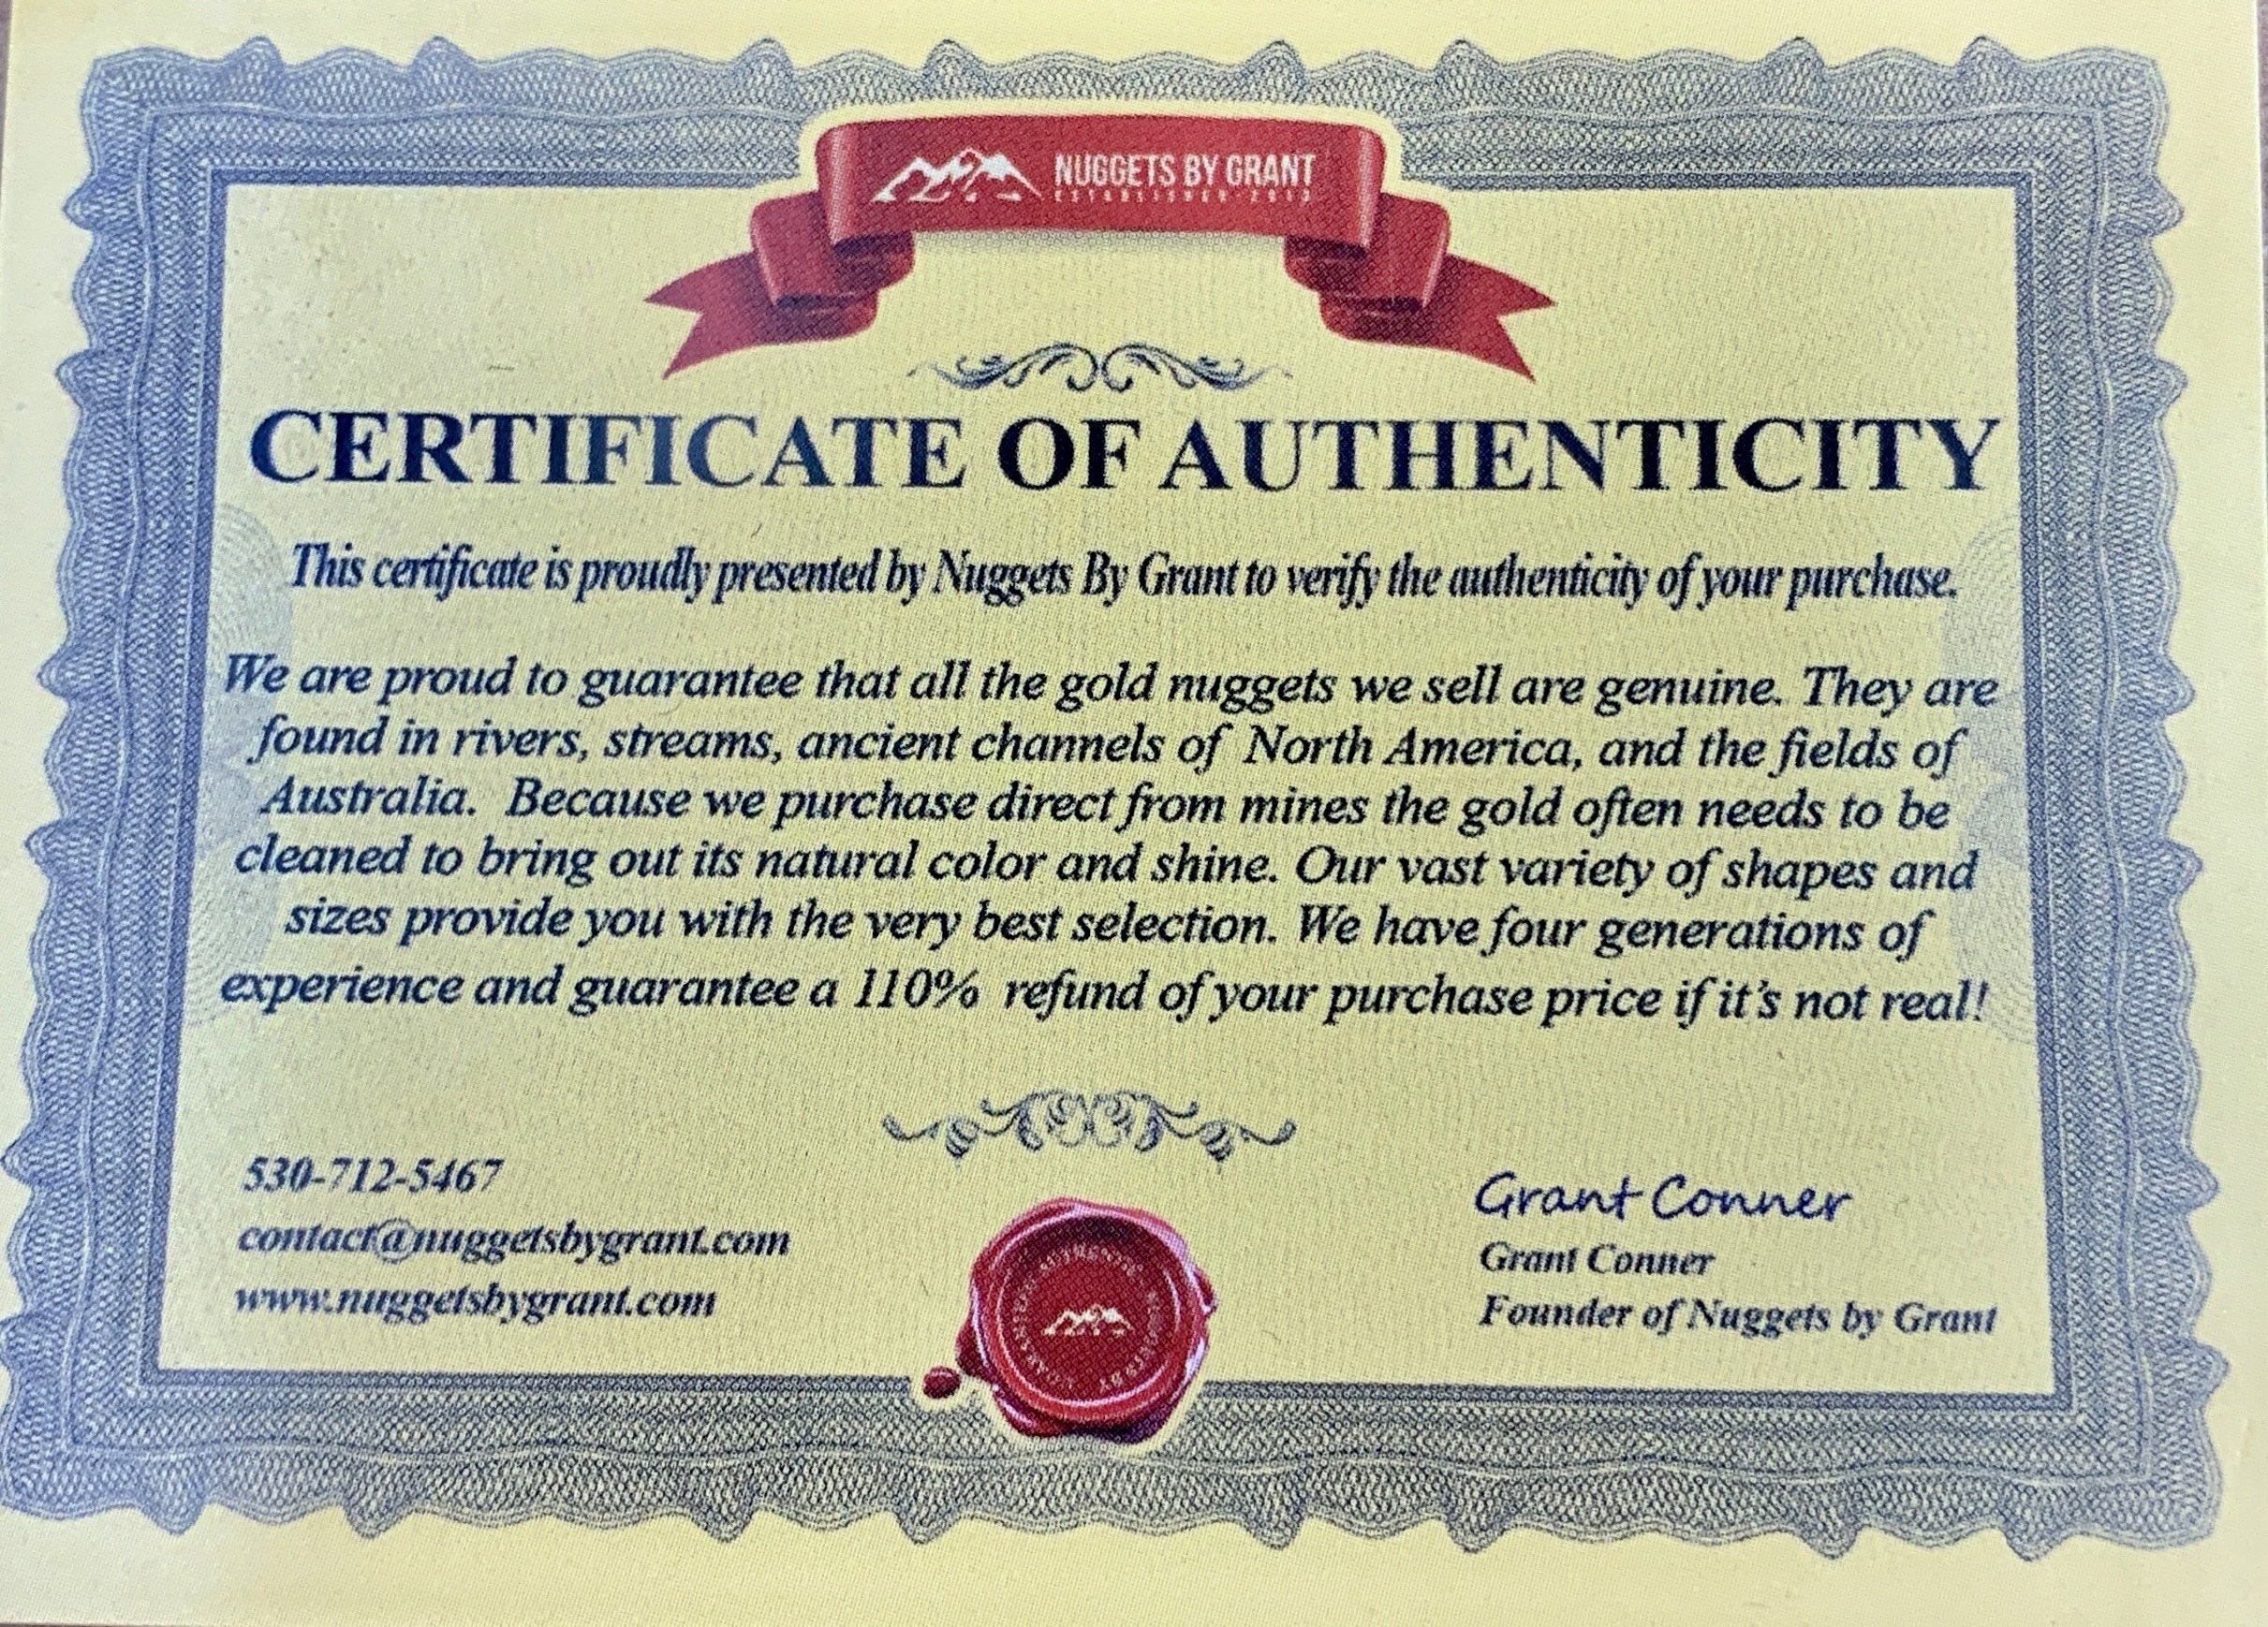 NUGGETS BY GRANT
ESTABLISHED 2013
CERTIFICATE OF AUTHENTICITY
This certificate is proudly presented by Nuggets By Grant to verify the authenticity of your purchase.
We are proud to guarantee that all the gold nuggets we sell are genuine. They are
found in rivers, streams, ancient channels of North America, and the fields of
Australia. Because we purchase direct from mines the gold often needs to be
cleaned to bring out its natural color and shine. Our vast variety of shapes and
sizes provide you with the very best selection. We have four generations of
experience and guarantee a 110% refund of your purchase price if it's not real!
530-712-5467
contact@nuggetsbygrant.com
www.nuggetsbygrant.com
Grant Conner
Grant Conner
Founder of Nuggets by Grant